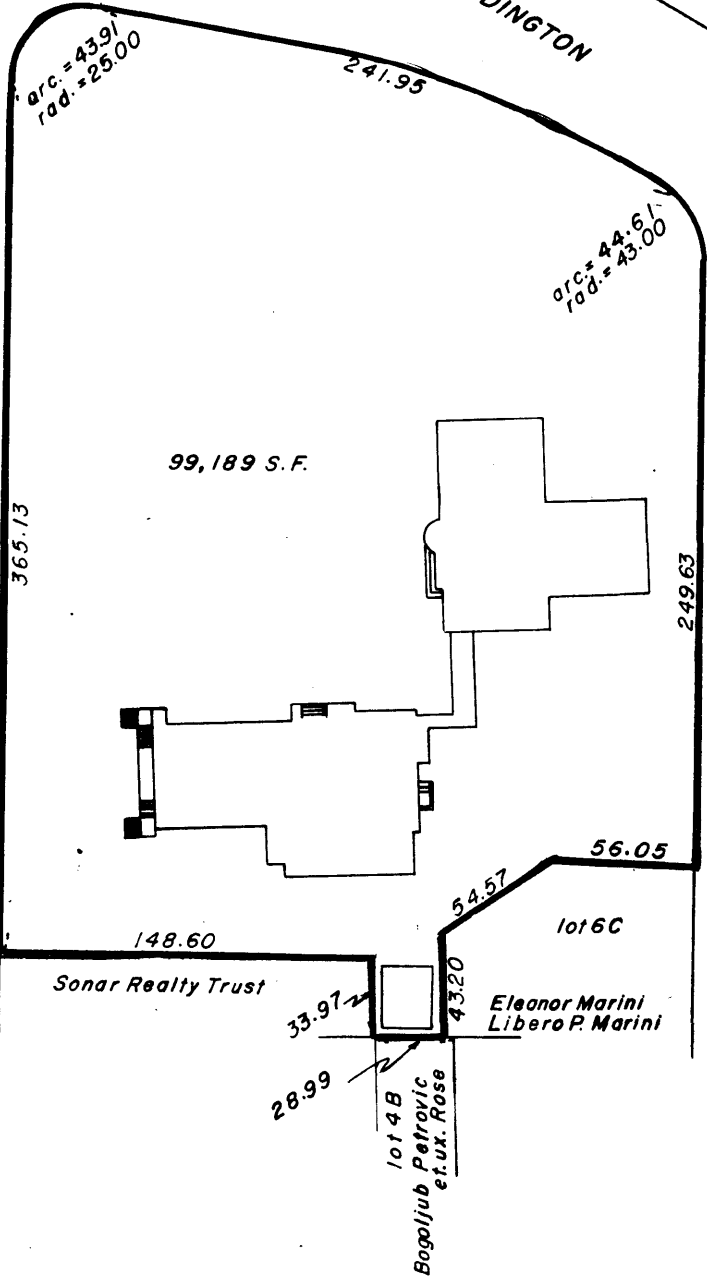 DINGTON
arc. = 43.91
rad. = 25.00
241.95
arc. = 44.61
rad. = 43.00
99,189 S.F.
365.13
249.63
56.05
54.57
lot 6C
148.60
Sonar Realty Trust
33.97
43.20
Eleanor Marini
Libero P. Marini
28.99
lot 4B
Bogoljub Petrovic
et.ux. Rose